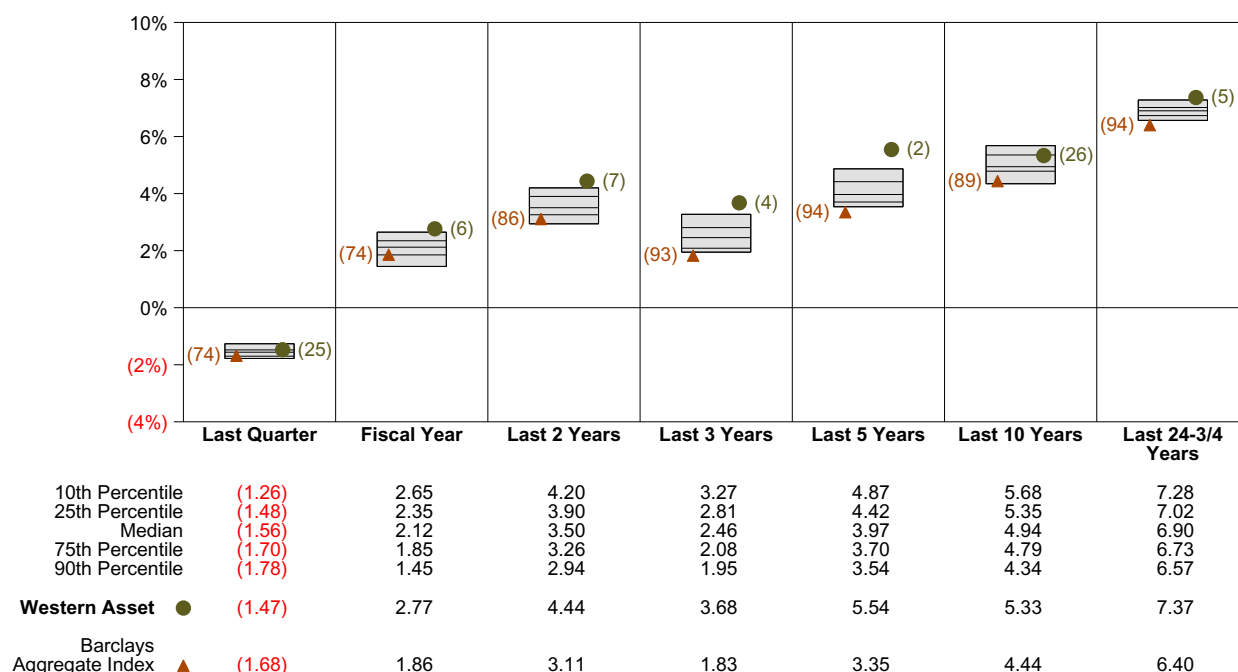 10%
8%
6%
4%
2%
0%
(2%)
(4%)
(74) (25)
(74) (6)
(86) (7)
(93) (4)
(94) (2)
(89) (26)
(94) (5)
Last Quarter Fiscal Year Last 2 Years Last 3 Years Last 5 Years Last 10 Years Last 24-3/4
Years
10th Percentile (1.26) 2.65 4.20 3.27 4.87 5.68 7.28
25th Percentile (1.48) 2.35 3.90 2.81 4.42 5.35 7.02
Median (1.56) 2.12 3.50 2.46 3.97 4.94 6.90
75th Percentile (1.70) 1.85 3.26 2.08 3.70 4.79 6.73
90th Percentile (1.78) 1.45 2.94 1.95 3.54 4.34 6.57
Western Asset (1.47) 2.77 4.44 3.68 5.54 5.33 7.37
Barclays
Aggregate Index (1.68) 1.86 3.11 1.83 3.35 4.44 6.40